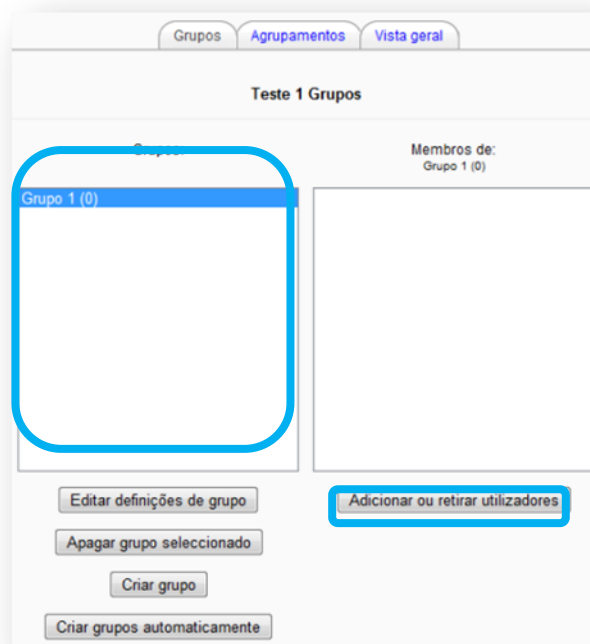 Grupos Agrupamentos Vista geral
Teste 1 Grupos
Grupos:
Grupo 1 (0)
Membros de:
Grupo 1 (0)
Editar definições de grupo
Adicionar ou retirar utilizadores
Apagar grupo seleccionado
Criar grupo
Criar grupos automaticamente